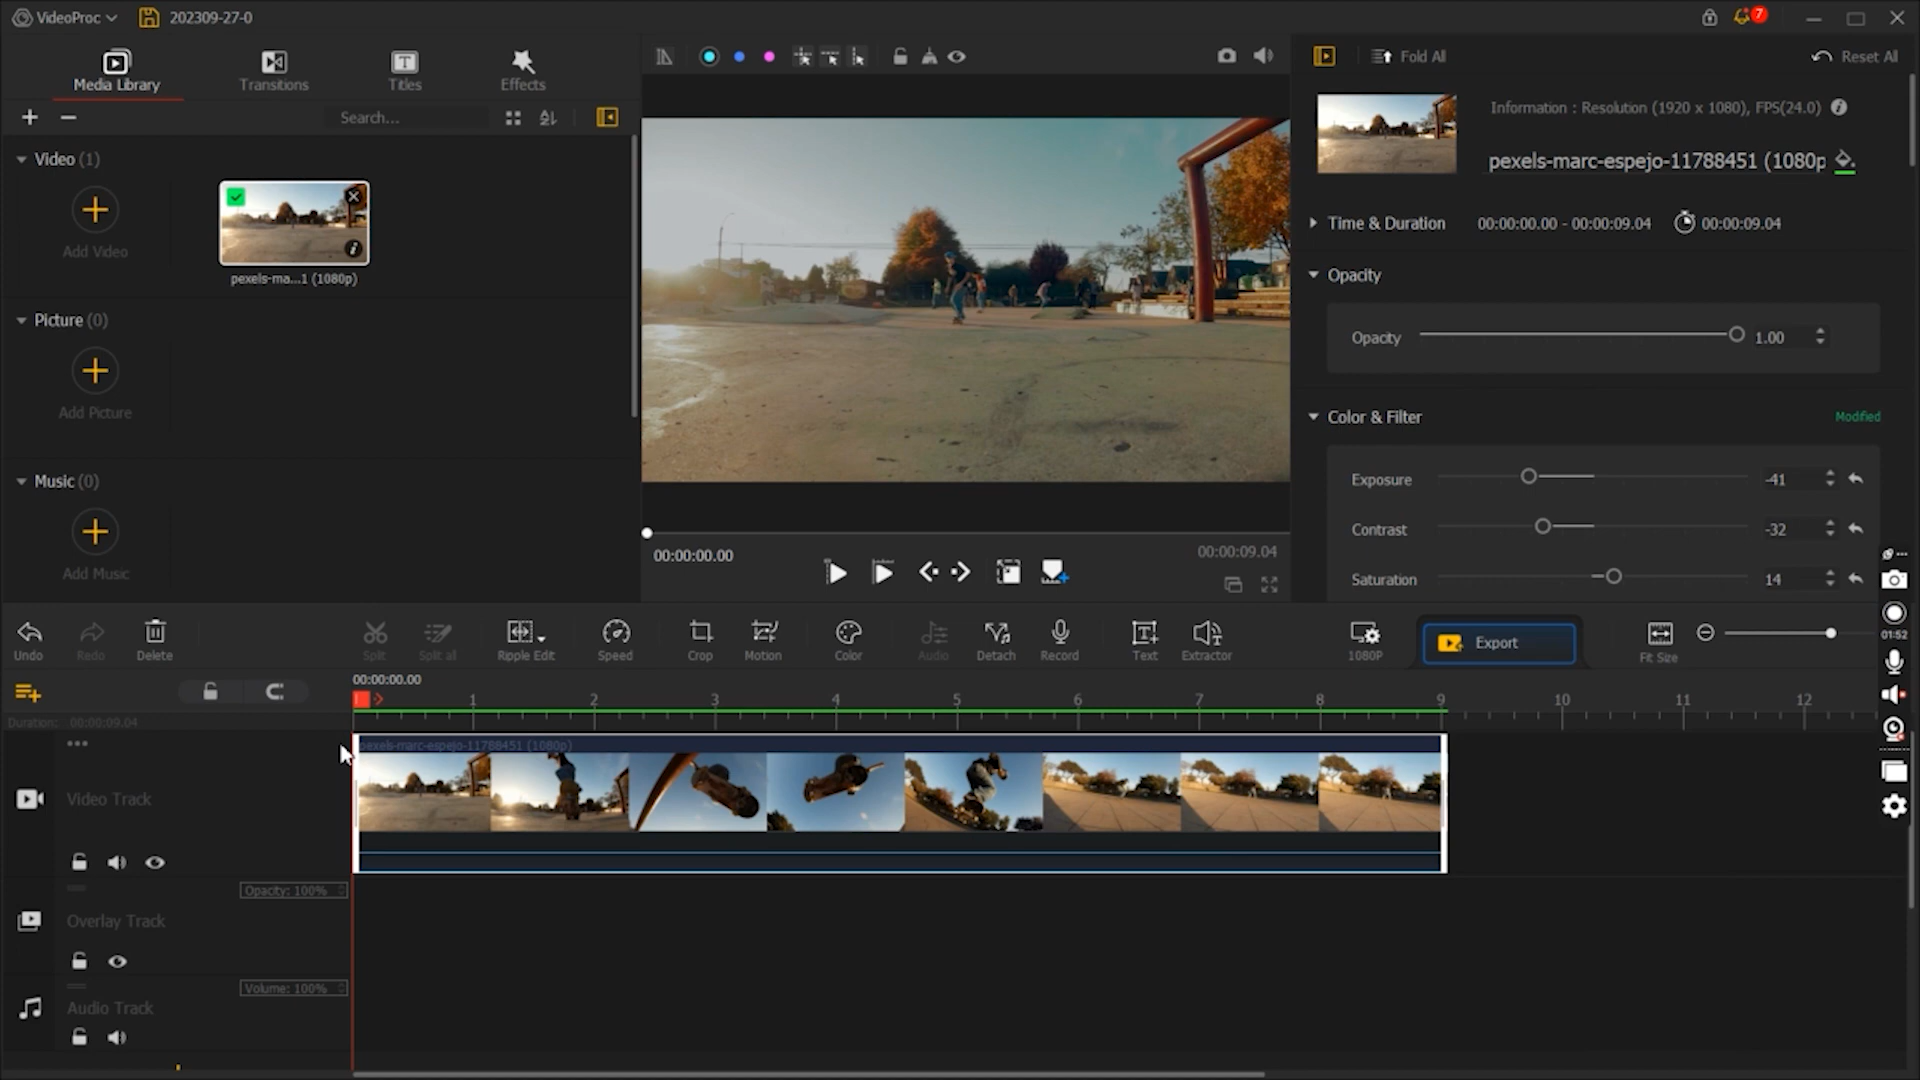 VideoProc
202309-27-0
7
Media Library
Transitions
Titles
Effects
Fold All
Reset All
Search...
Information : Resolution (1920 x 1080), FPS(24.0)
pexels-marc-espejo-11788451 (1080p
Video (1)
Add Video
pexels-ma...1 (1080p)
Time & Duration
00:00:00.00 - 00:00:09.04
00:00:09.04
Opacity
Opacity
1.00
Picture (0)
Add Picture
Color & Filter
Modified
Exposure
-41
Music (0)
Contrast
-32
Add Music
00:00:00.00
00:00:09.04
Saturation
14
Undo
Redo
Delete
Split
Split all
Ripple Edit
Speed
Crop
Motion
Color
Audio
Detach
Record
Text
Extractor
1080P
Export
Fit Size
01:52
00:00:00.00
1
2
3
4
5
6
7
8
9
10
11
12
Duration: 00:00:09.04
pexels-marc-espejo-11788451 (1080p)
Video Track
Opacity: 100%
Overlay Track
Volume: 100%
Audio Track